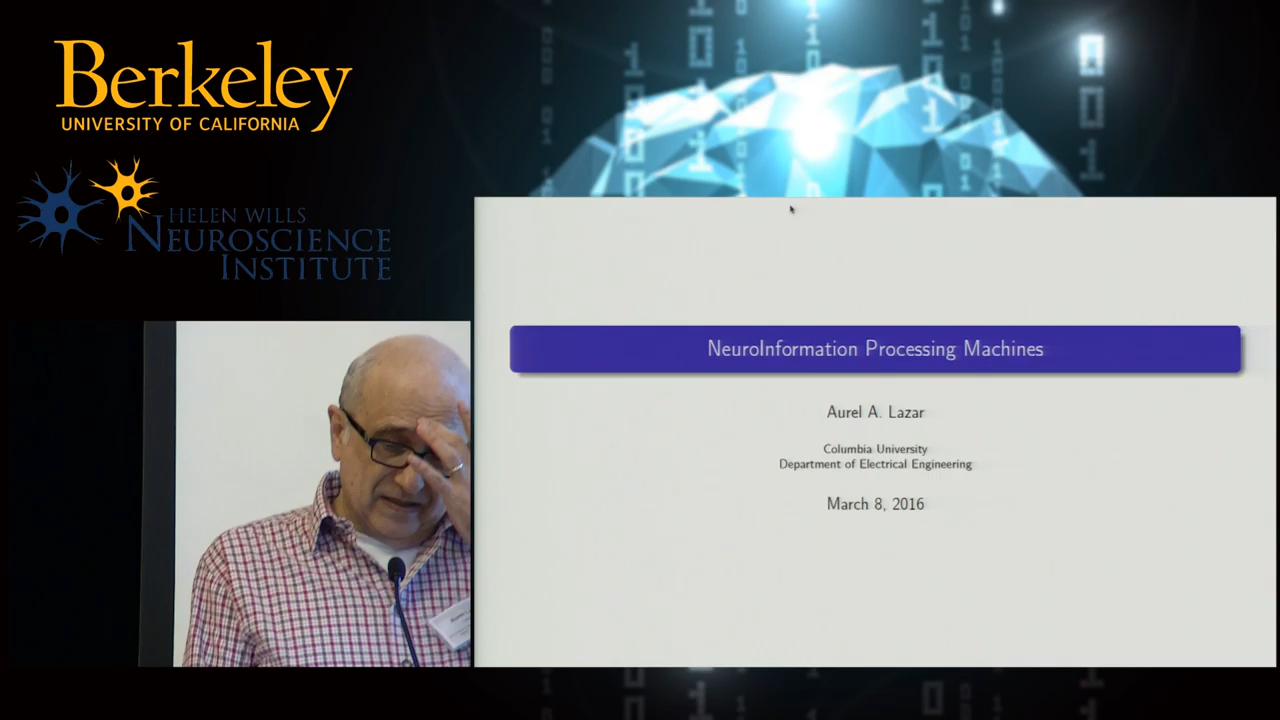 Berkeley
UNIVERSITY OF CALIFORNIA
HELEN WILLS
NEUROSCIENCE
INSTITUTE
NeuroInformation Processing Machines
Aurel A. Lazar
Columbia University
Department of Electrical Engineering
March 8, 2016